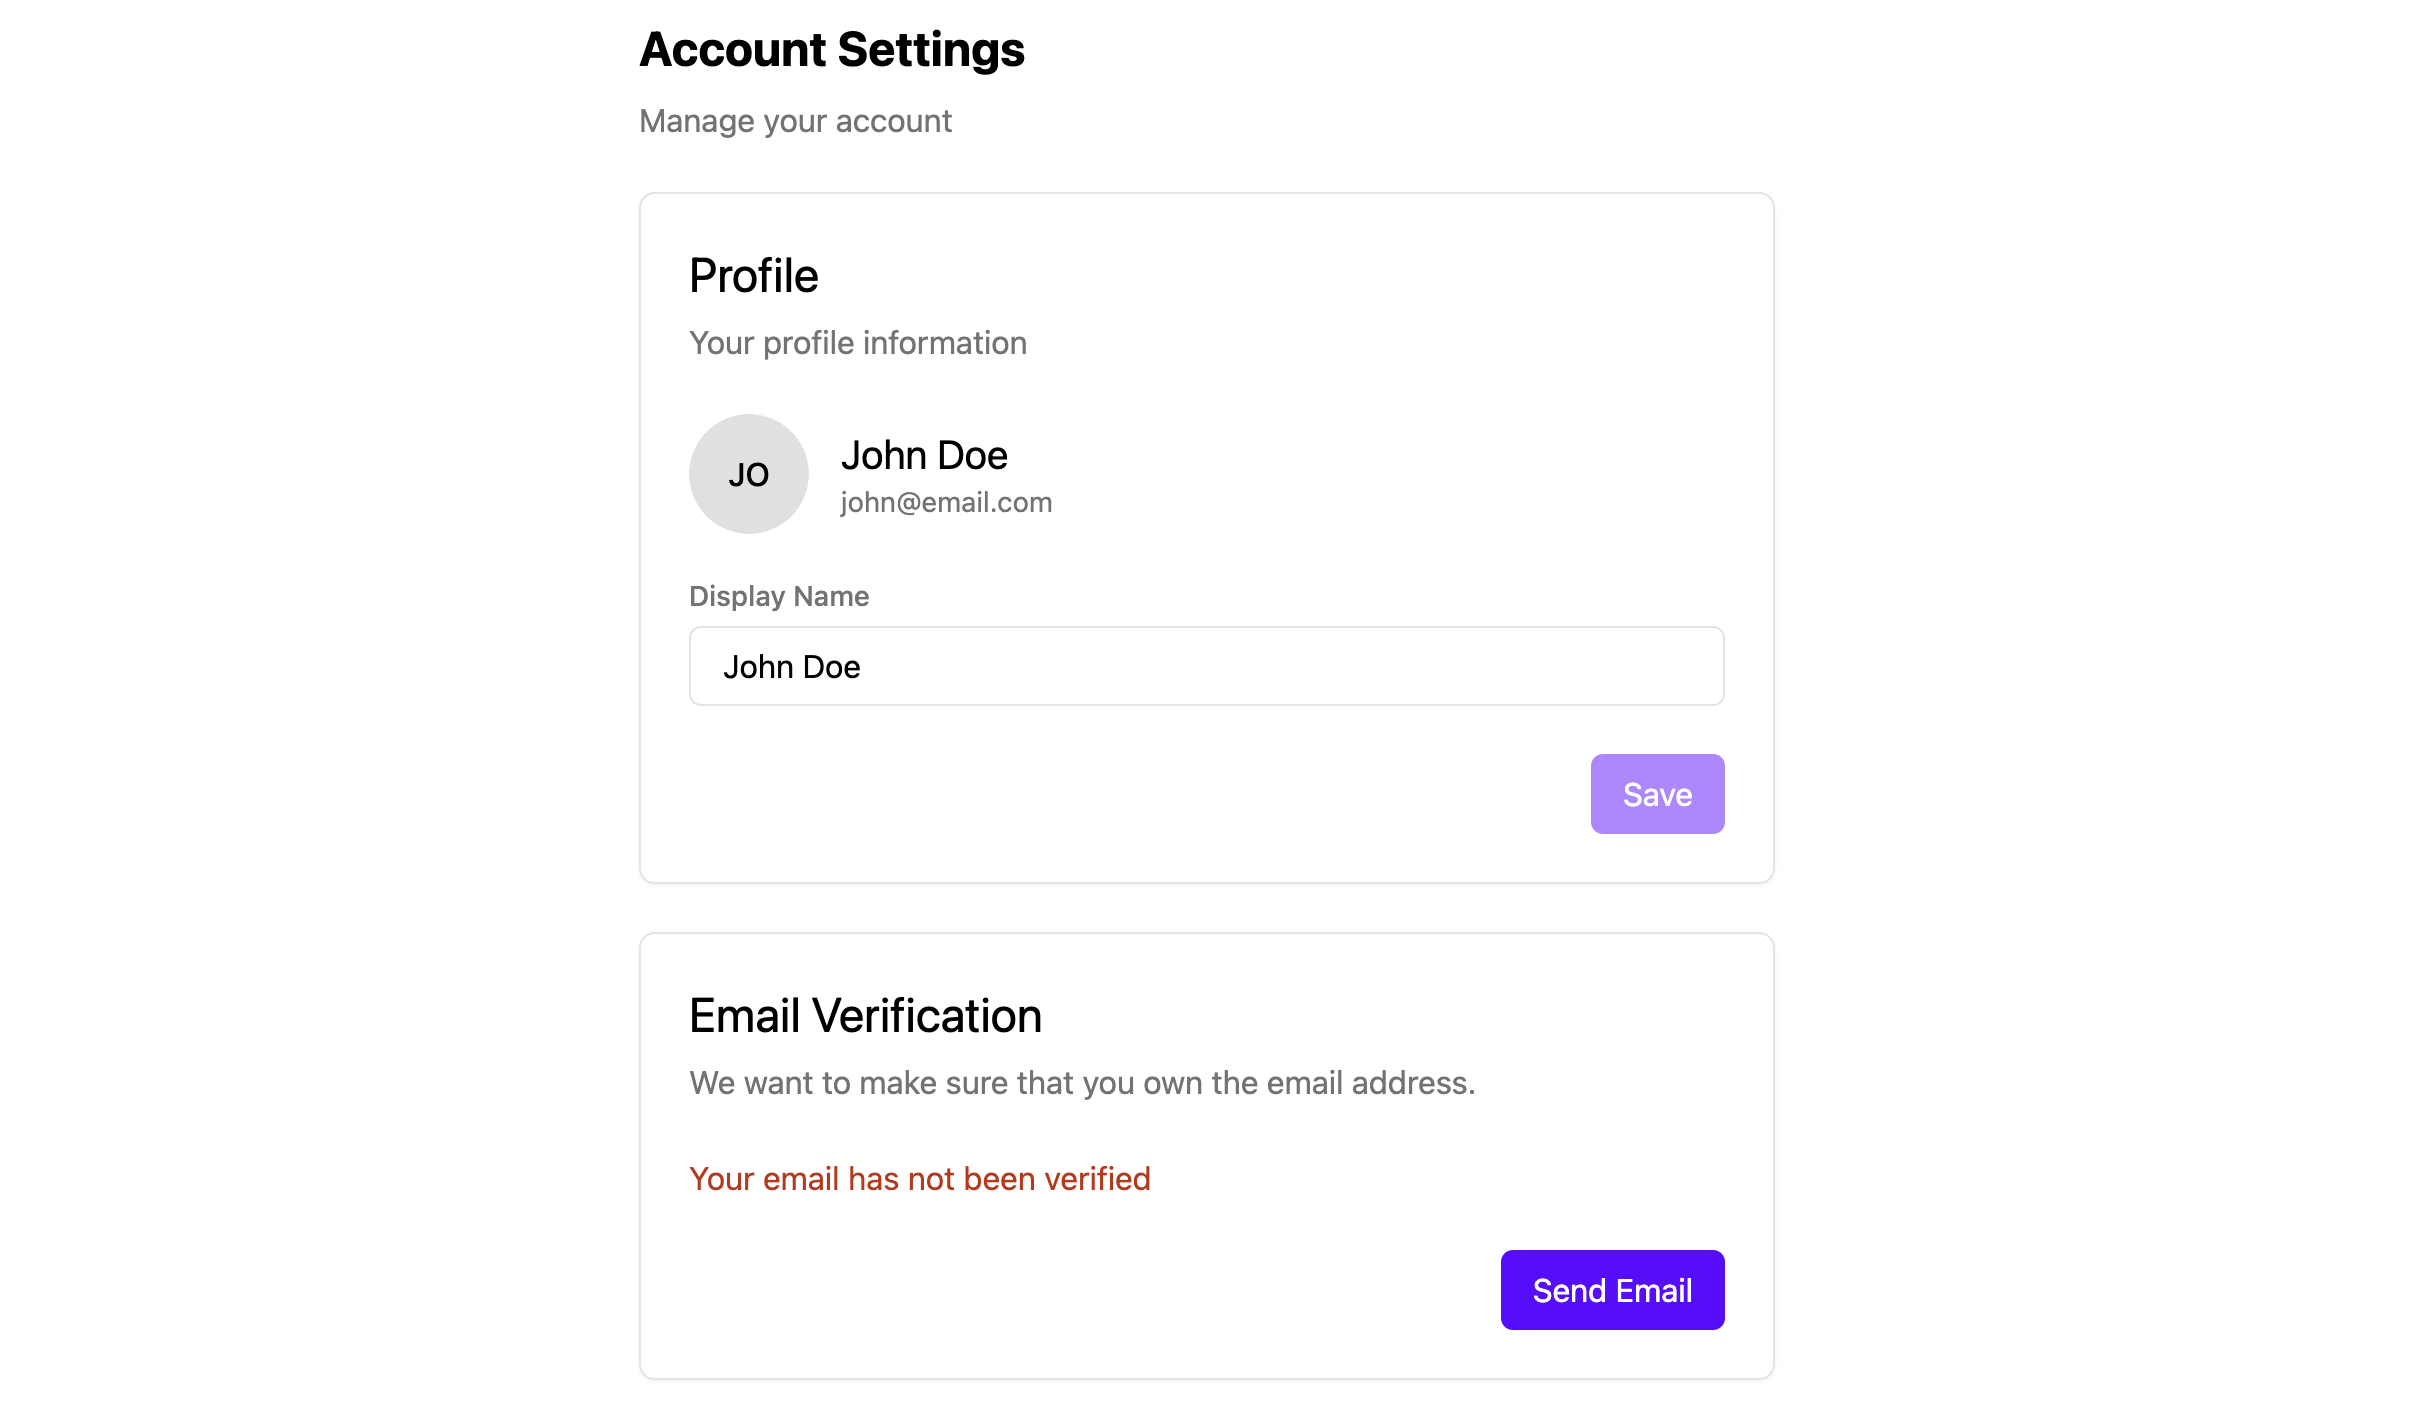 Account Settings
Manage your account
Profile
Your profile information
JO
John Doe
john@email.com
Display Name
John Doe
Save
Email Verification
We want to make sure that you own the email address.
Your email has not been verified
Send Email